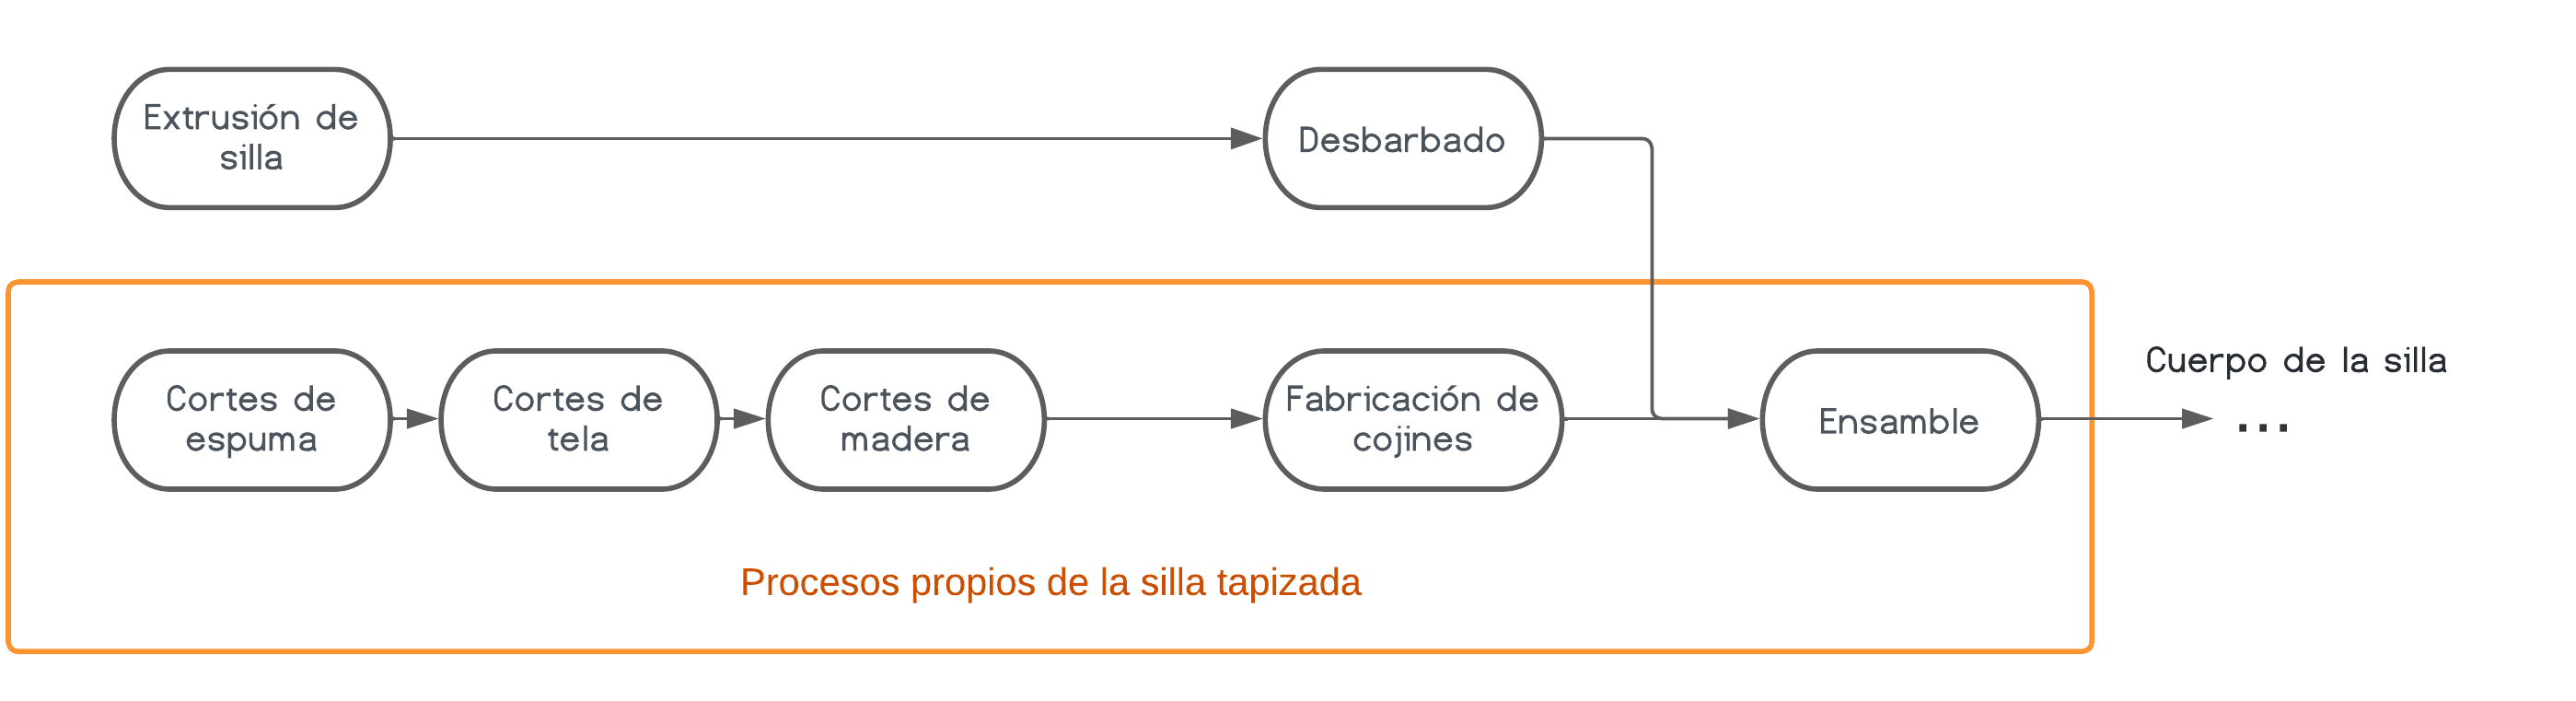 Extrusión de
silla
Desbarbado
Cortes de
espuma
Cortes de
tela
Cortes de
madera
Fabricación de
cojines
Ensamble
Cuerpo de la silla
...
Procesos propios de la silla tapizada